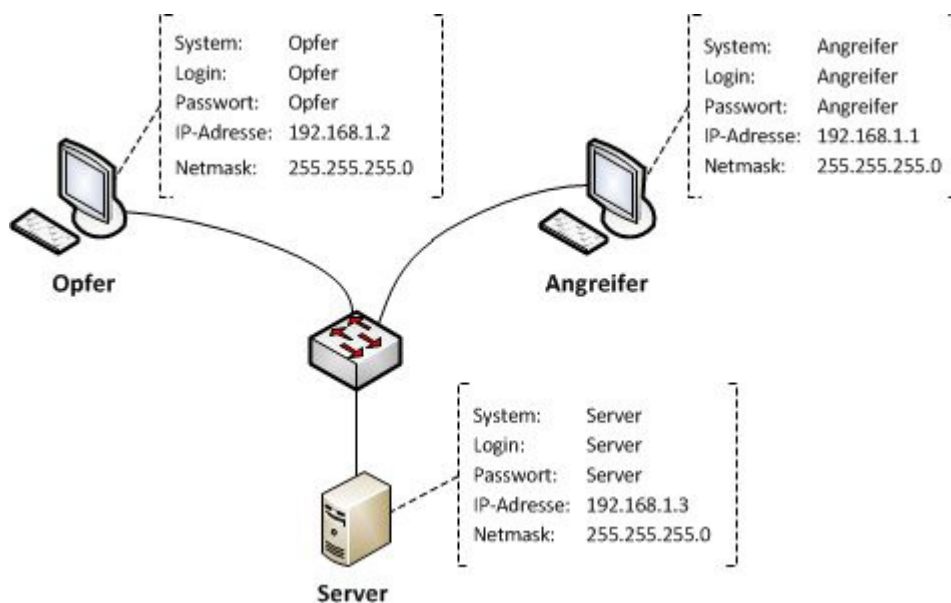 System: Opfer
Login: Opfer
Passwort: Opfer
IP-Adresse: 192.168.1.2
Netmask: 255.255.255.0
Opfer
System: Angreifer
Login: Angreifer
Passwort: Angreifer
IP-Adresse: 192.168.1.1
Netmask: 255.255.255.0
Angreifer
System: Server
Login: Server
Passwort: Server
IP-Adresse: 192.168.1.3
Netmask: 255.255.255.0
Server